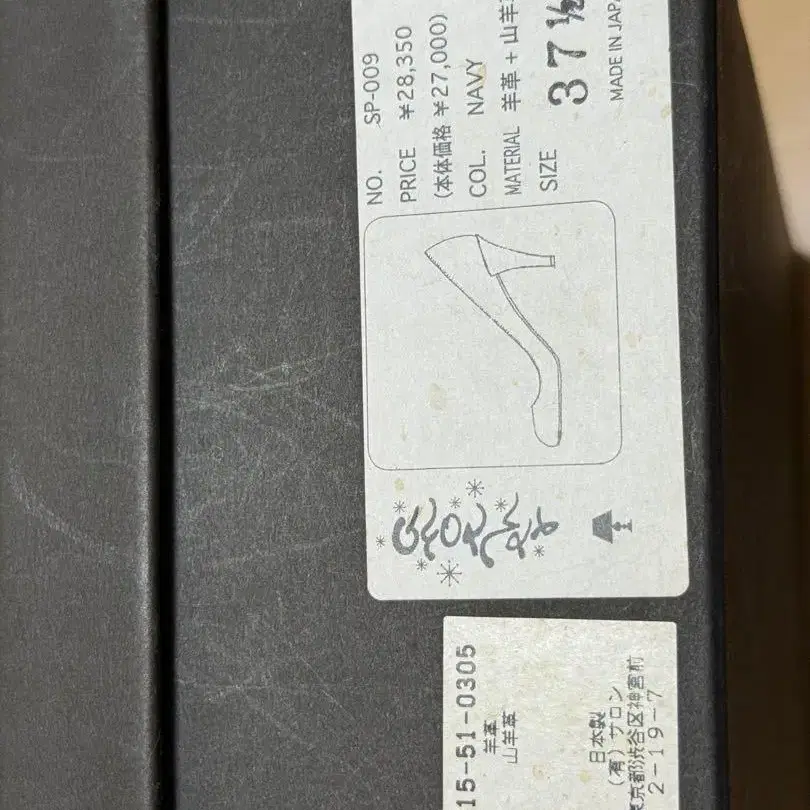 NO. SP-009
PRICE ¥28,350
(本体価格 ¥27,000)
COL. NAVY
MATERIAL 羊革+山羊
SIZE 37½
MADE IN JAPA
15-51-0305
羊革
山羊革
日本製
(有)サロン
東京都渋谷区神宮前
2-19-7